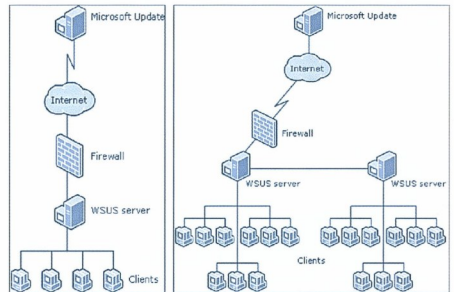 Microsoft Update
Internet
Firewall
WSUS server
Clients
Microsoft Update
Internet
Firewall
WSUS server
WSUS server
Clients